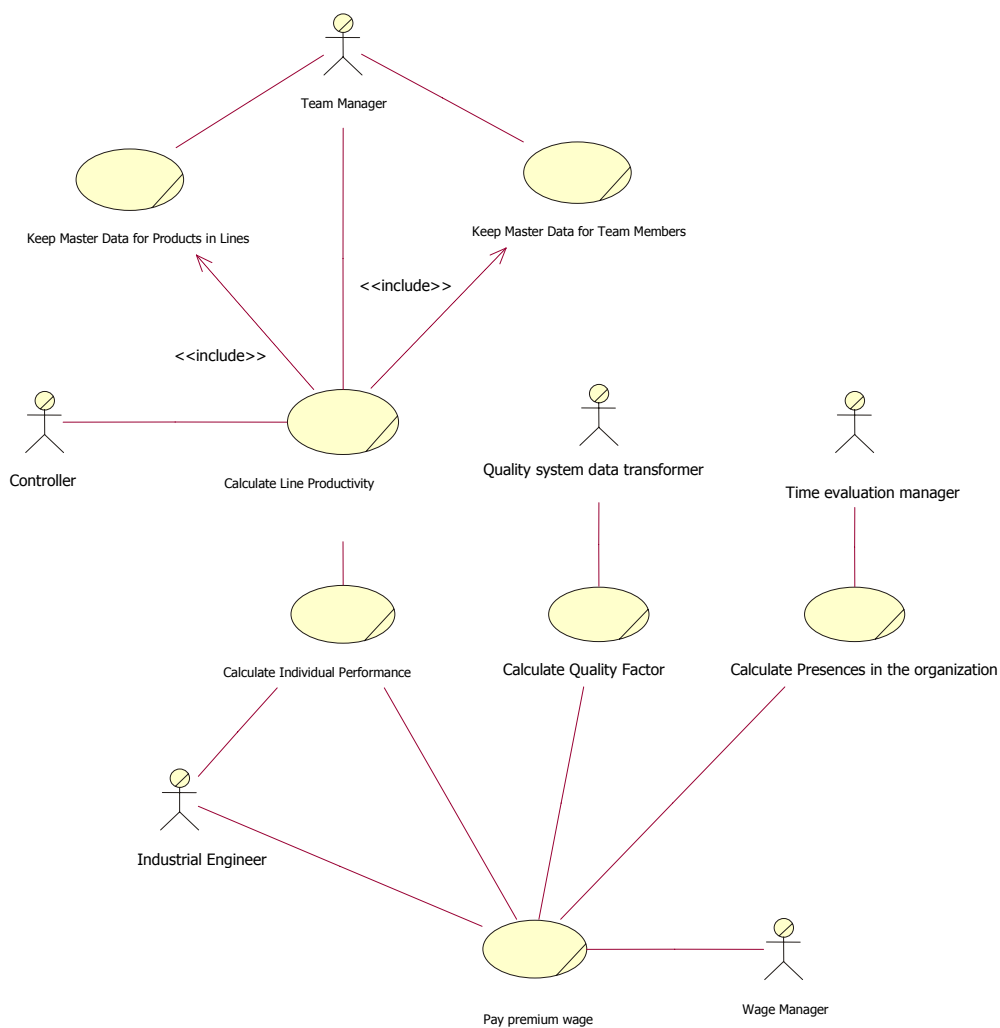 Team Manager
Keep Master Data for Products in Lines
Keep Master Data for Team Members
<<include>>
<<include>>
Controller
Calculate Line Productivity
Quality system data transformer
Time evaluation manager
Calculate Individual Performance
Calculate Quality Factor
Calculate Presences in the organization
Industrial Engineer
Pay premium wage
Wage Manager